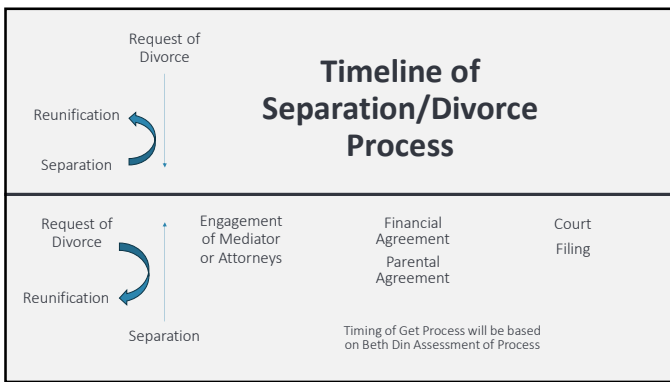 Request of
Divorce
Reunification
Separation
Timeline of
Separation/Divorce
Process
Request of
Divorce
Reunification
Separation
Engagement
of Mediator
or Attorneys
Financial
Agreement
Parental
Agreement
Court
Filing
Timing of Get Process will be based
on Beth Din Assessment of Process